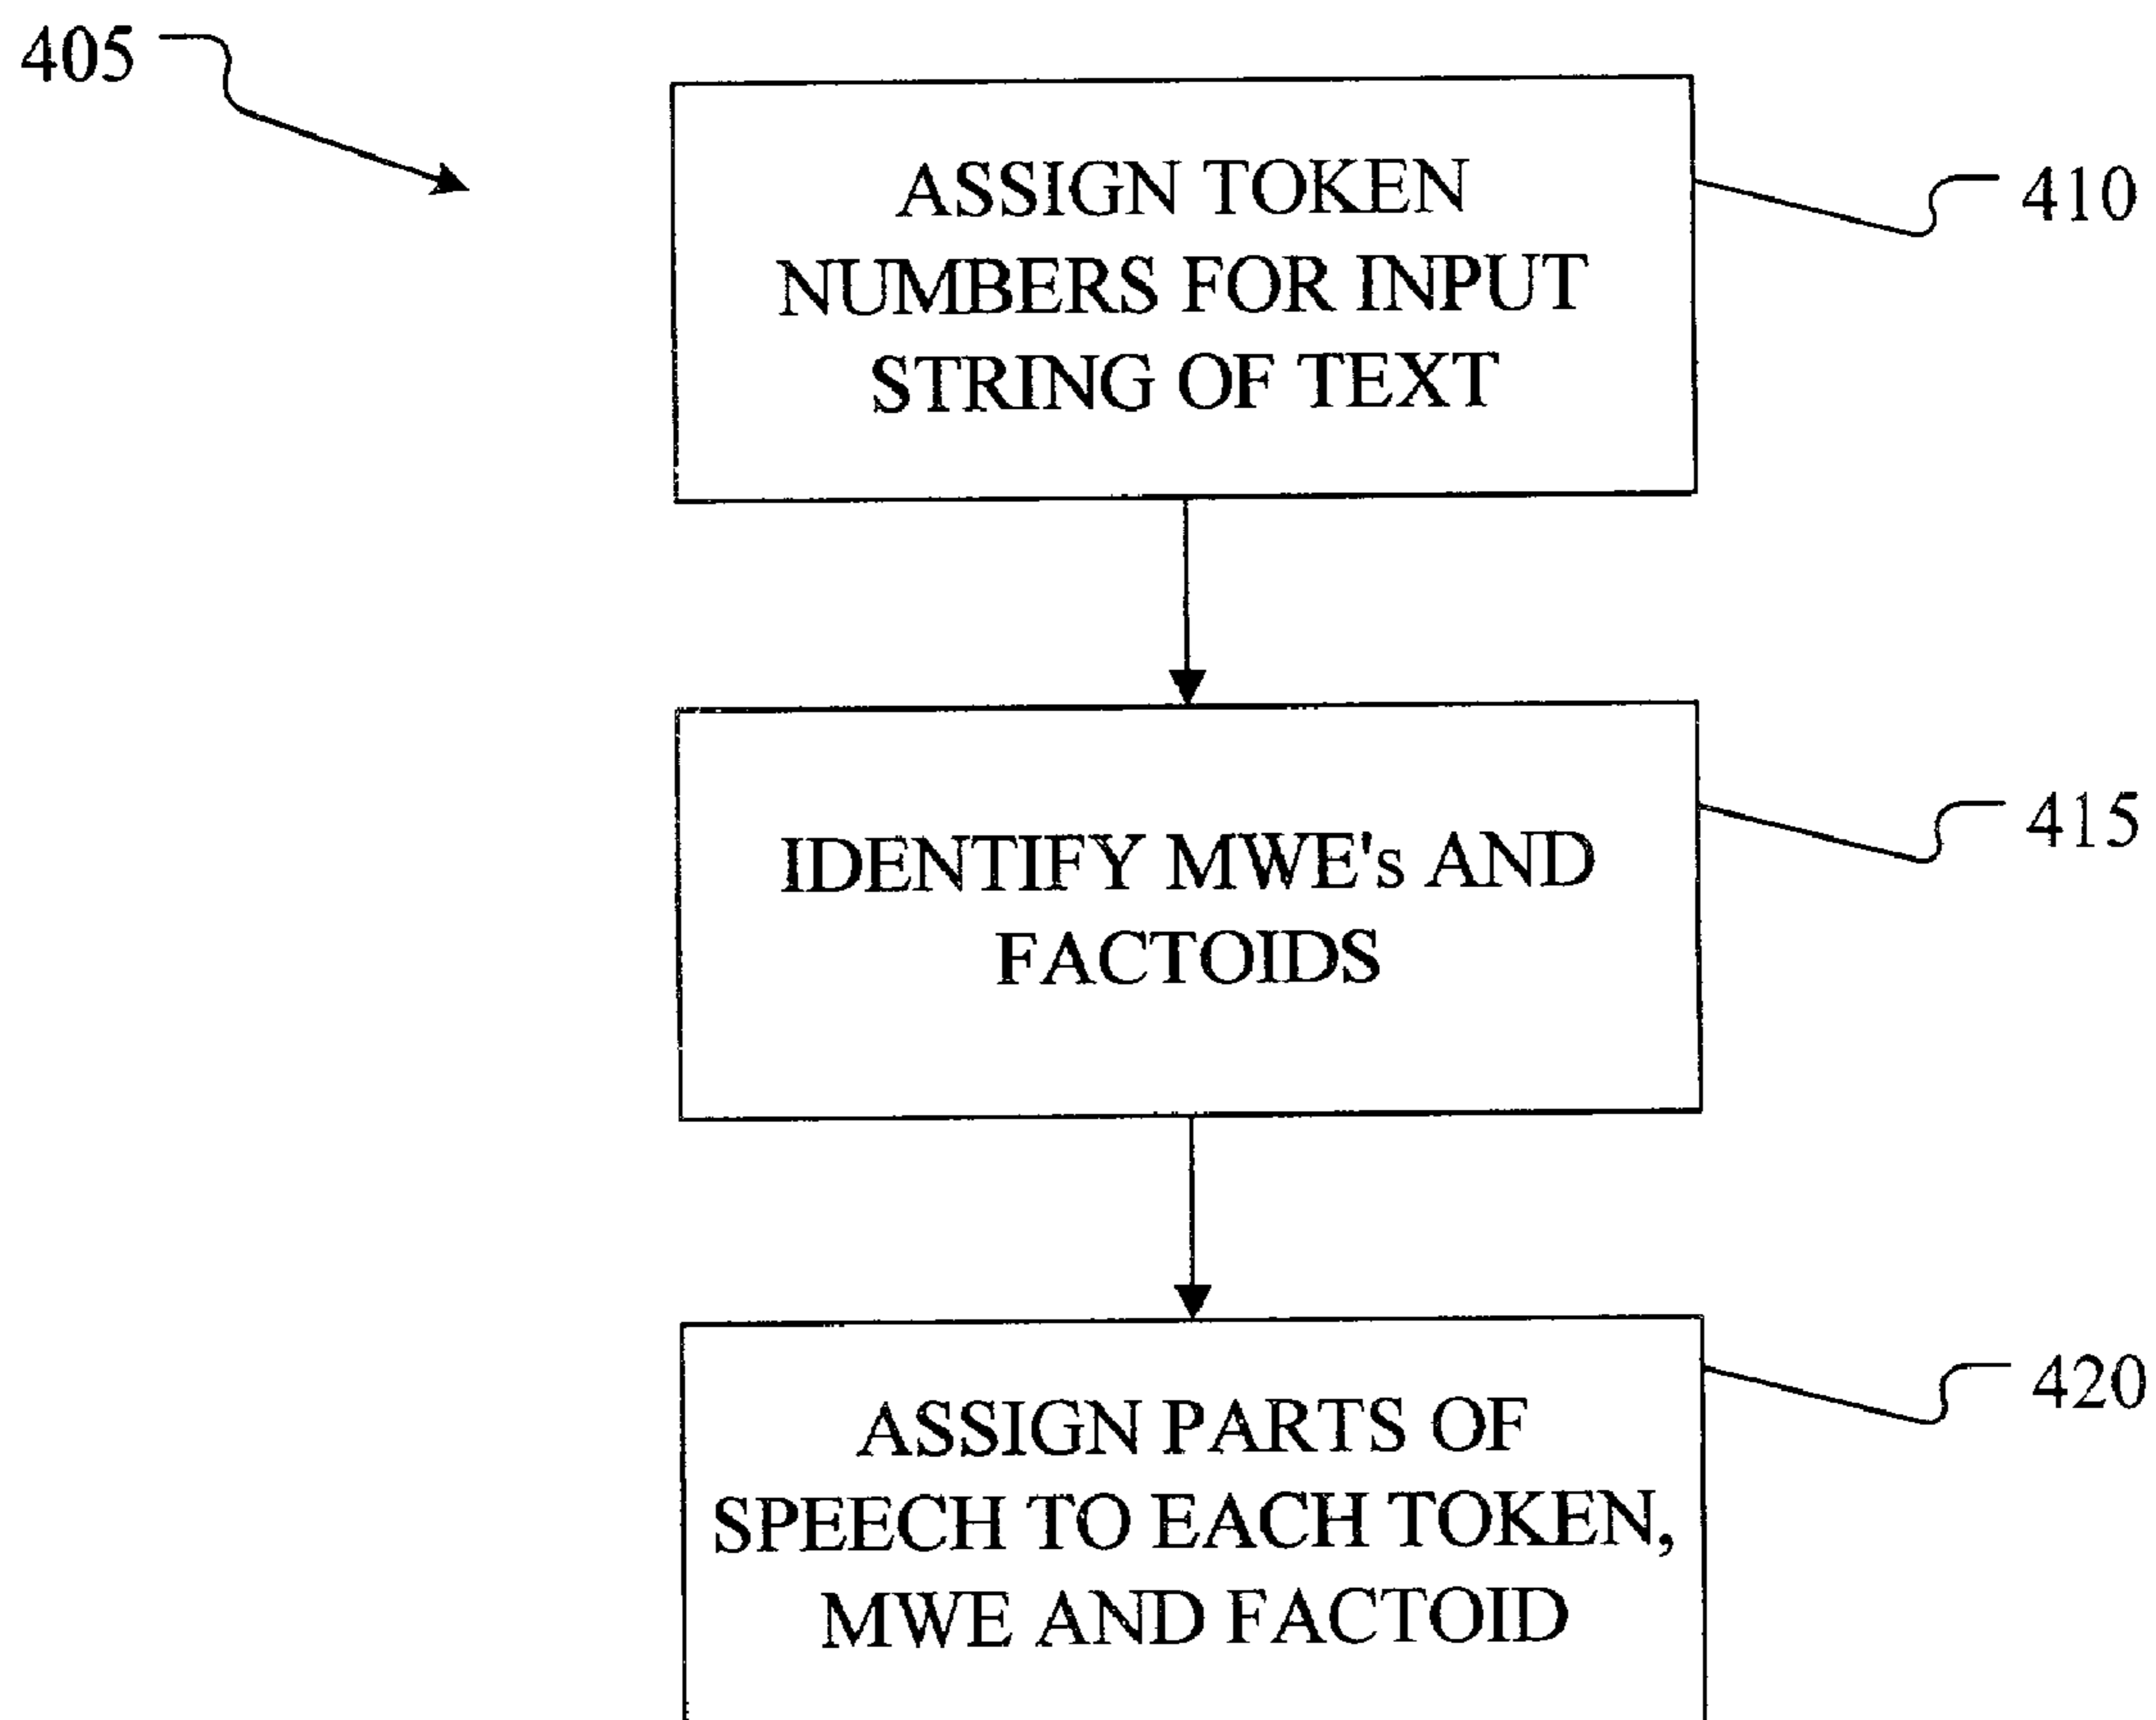 405
ASSIGN TOKEN
NUMBERS FOR INPUT
STRING OF TEXT
410
IDENTIFY MWE's AND
FACTOIDS
415
ASSIGN PARTS OF
SPEECH TO EACH TOKEN,
MWE AND FACTOID
420